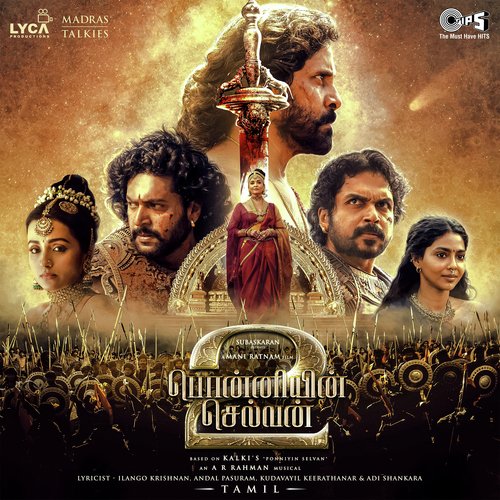 LYCA
PRODUCTIONS
MADRAS
TALKIES
TIPS
The Must Have HITS
SUBASKARAN
A MANI RATNAM FILM
2
பொன்னியின்
செல்வன்
BASED ON KALKI'S "PONNIYIN SELVAN"
AN A R RAHMAN MUSICAL
LYRICIST - ILANGO KRISHNAN, ANDAL PASURAM, KUDAVAYIL KEERATHANAR & ADI SHANKARA
TAMIL